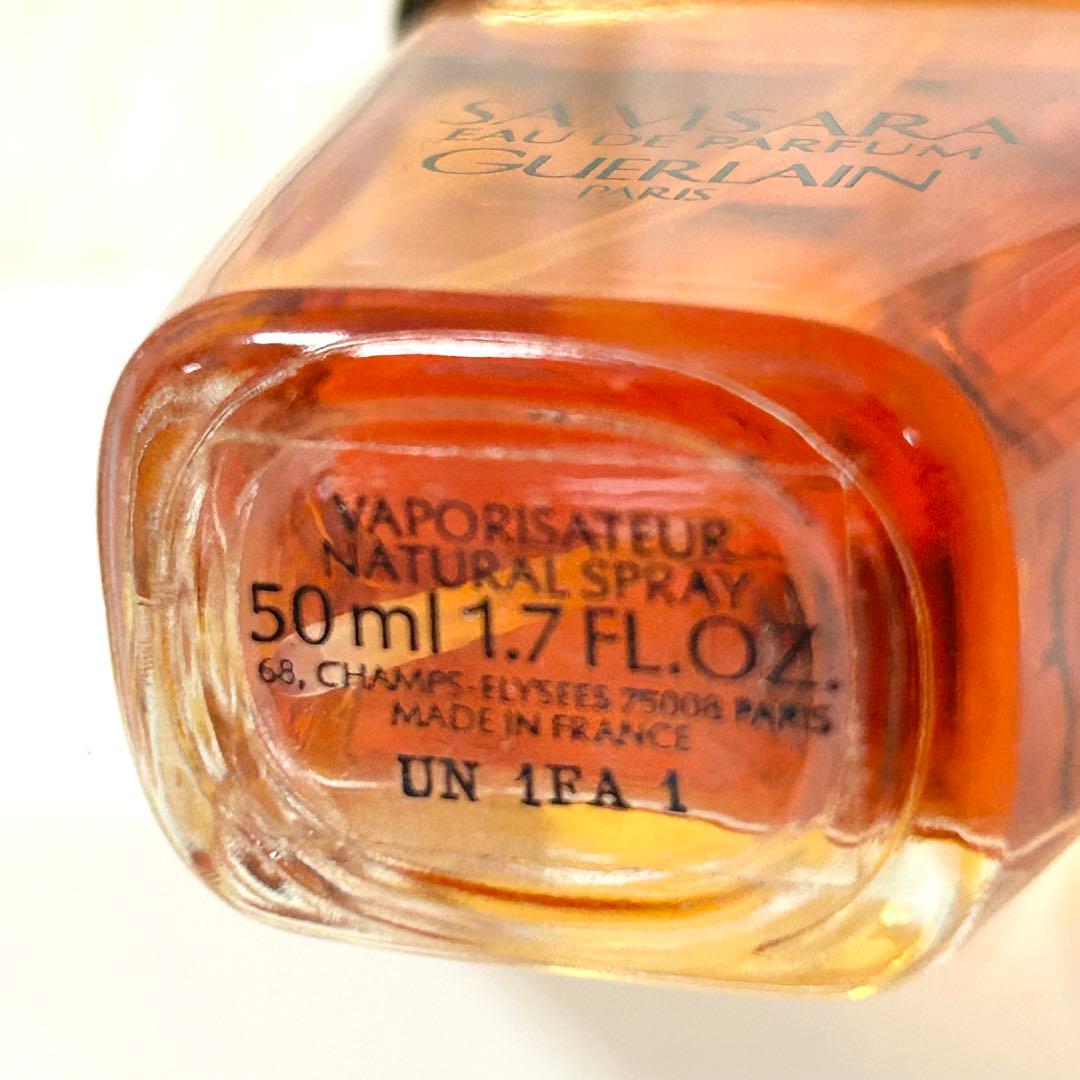 SAMSARA
EAU DE PARFUM
GUERLAIN
PARIS
VAPORISATEUR
NATURAL SPRAY
50 ml 1.7 FL.OZ.
68, CHAMPS-ELYSEES 75008 PARIS
MADE IN FRANCE
UN 1FA 1